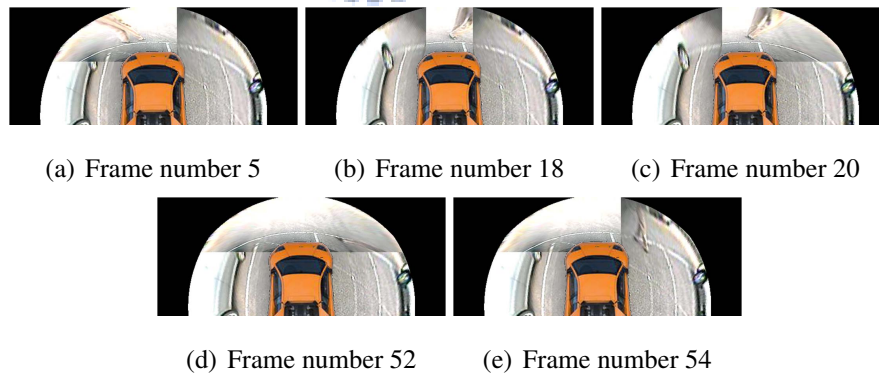 (a) Frame number 5
(b) Frame number 18
(c) Frame number 20
(d) Frame number 52
(e) Frame number 54